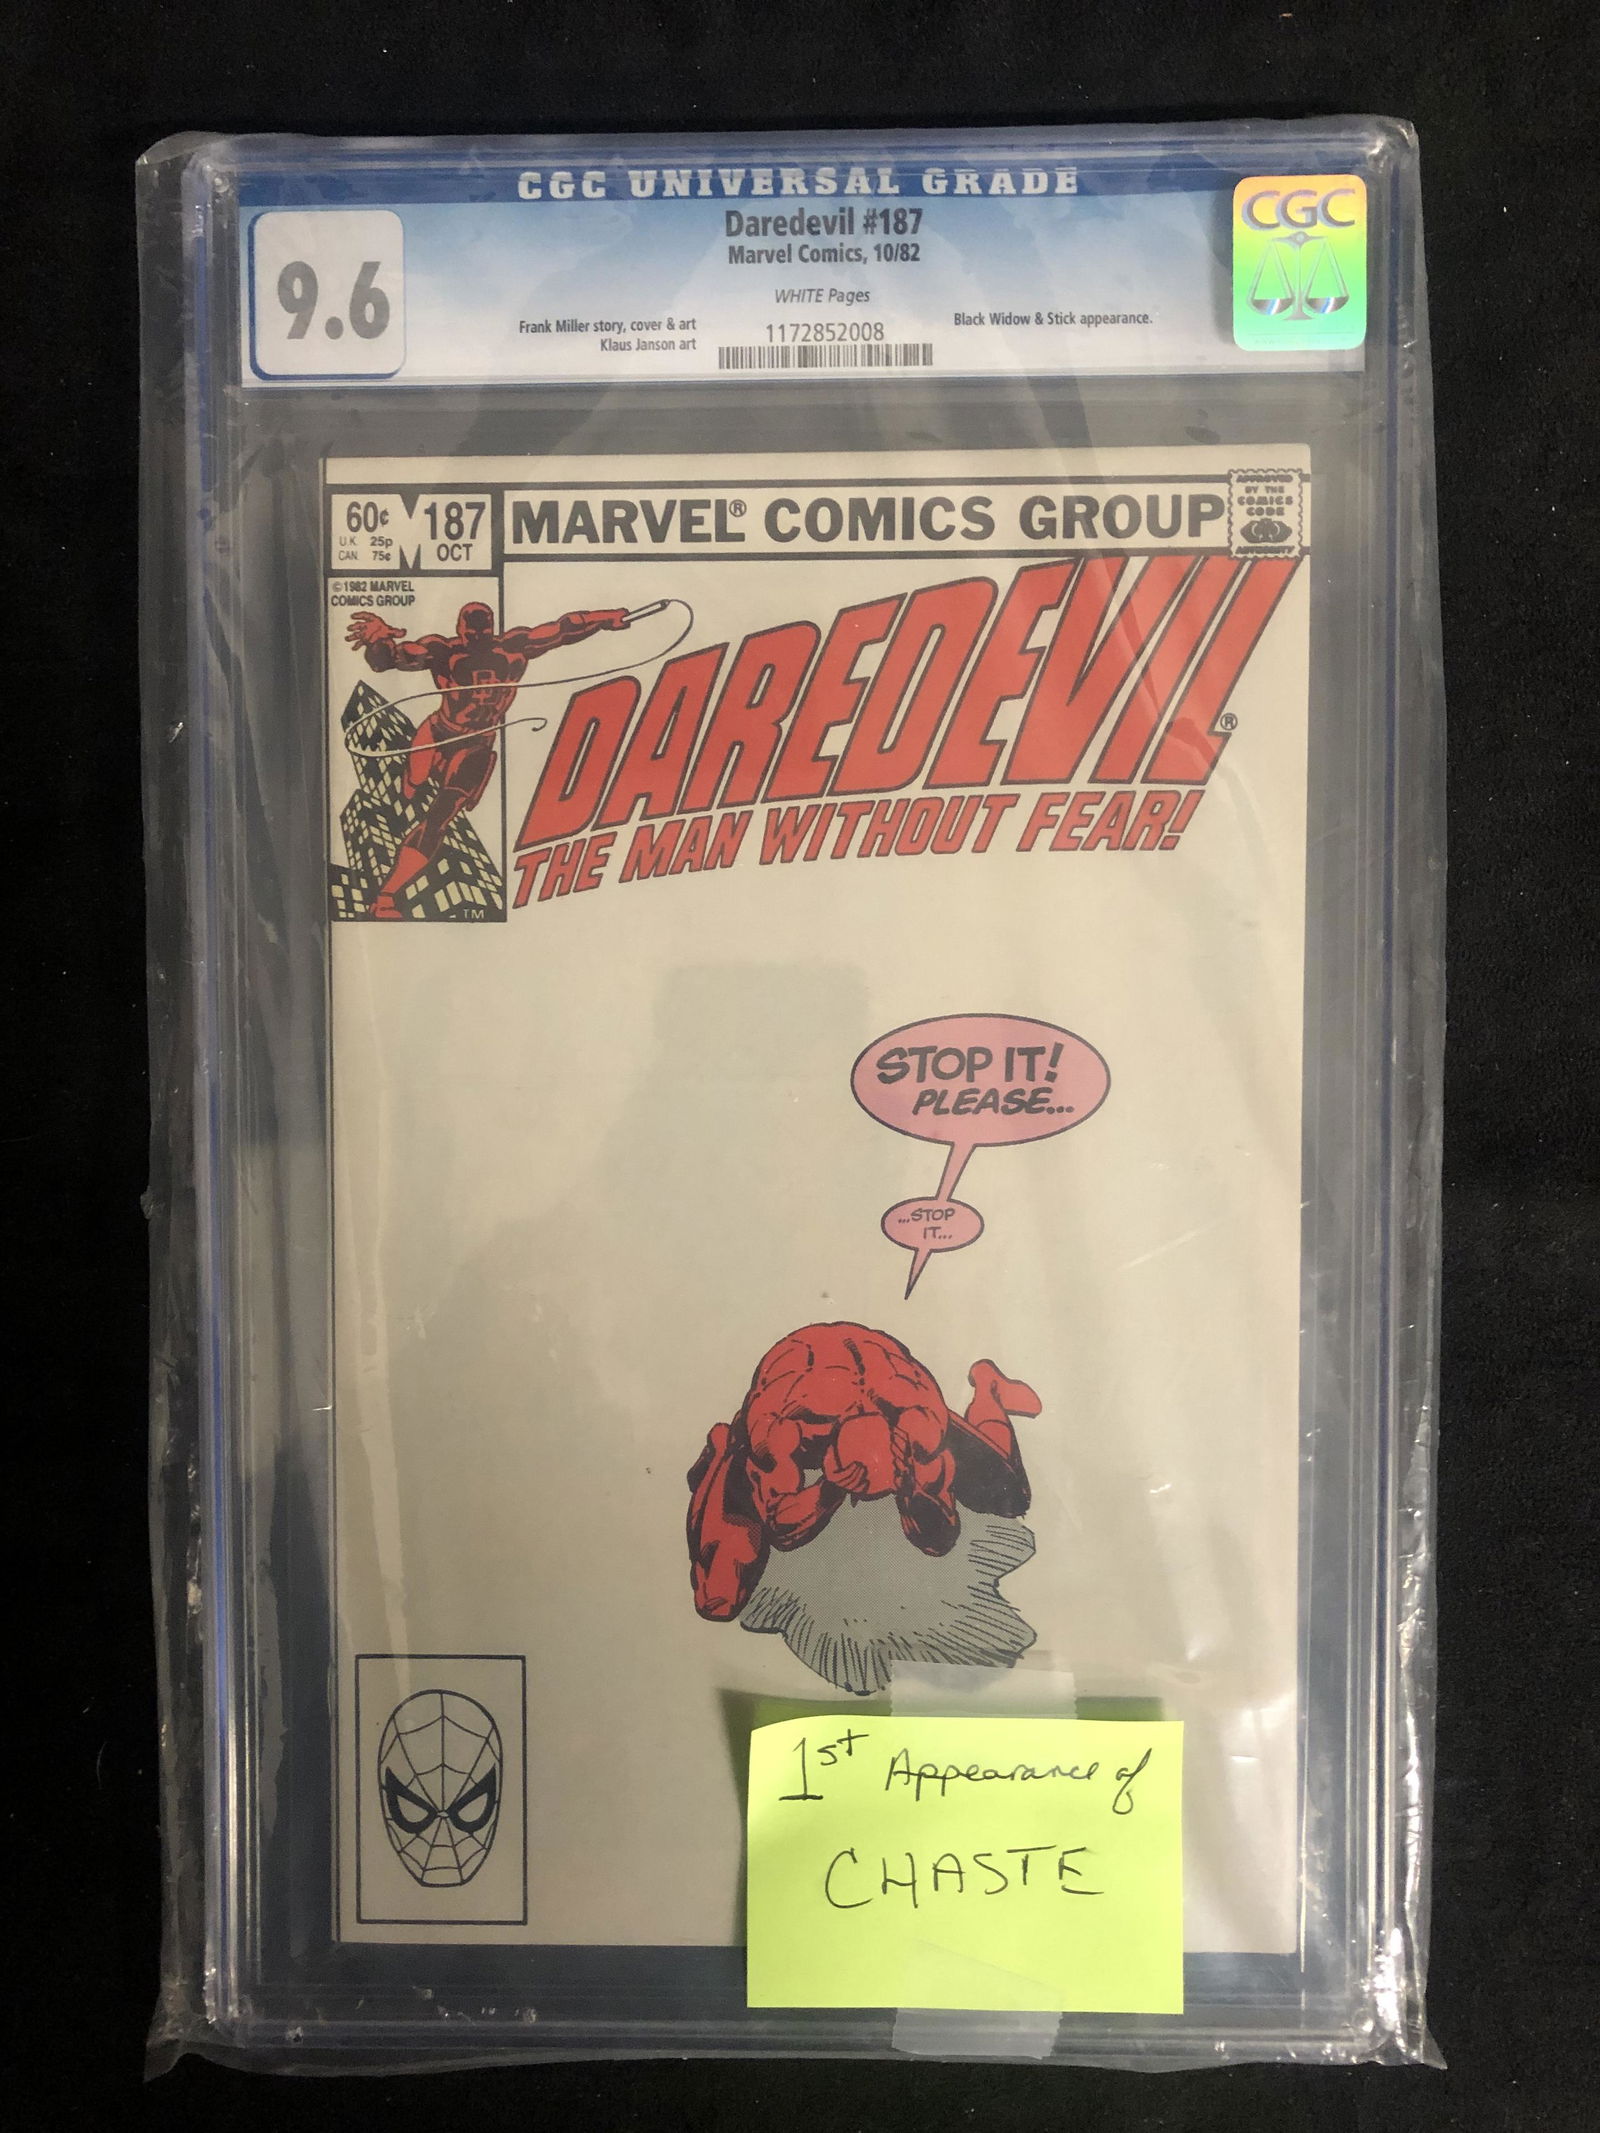 CGC UNIVERSAL GRADE
9.6
Daredevil #187
Marvel Comics, 10/82
WHITE Pages
Frank Miller story, cover & art
Klaus Janson art
1172852008
Black Widow & Stick appearance.
CGC
60¢
U.K. 25p
CAN. 75¢
M
187
OCT
MARVEL® COMICS GROUP
APPROVED
BY THE
COMICS
CODE
AUTHORITY
©1982 MARVEL
COMICS GROUP
DAREDEVIL®
THE MAN WITHOUT FEAR!
TM
STOP IT!
PLEASE...
...STOP
IT...
1st Appearance of
CHASTE